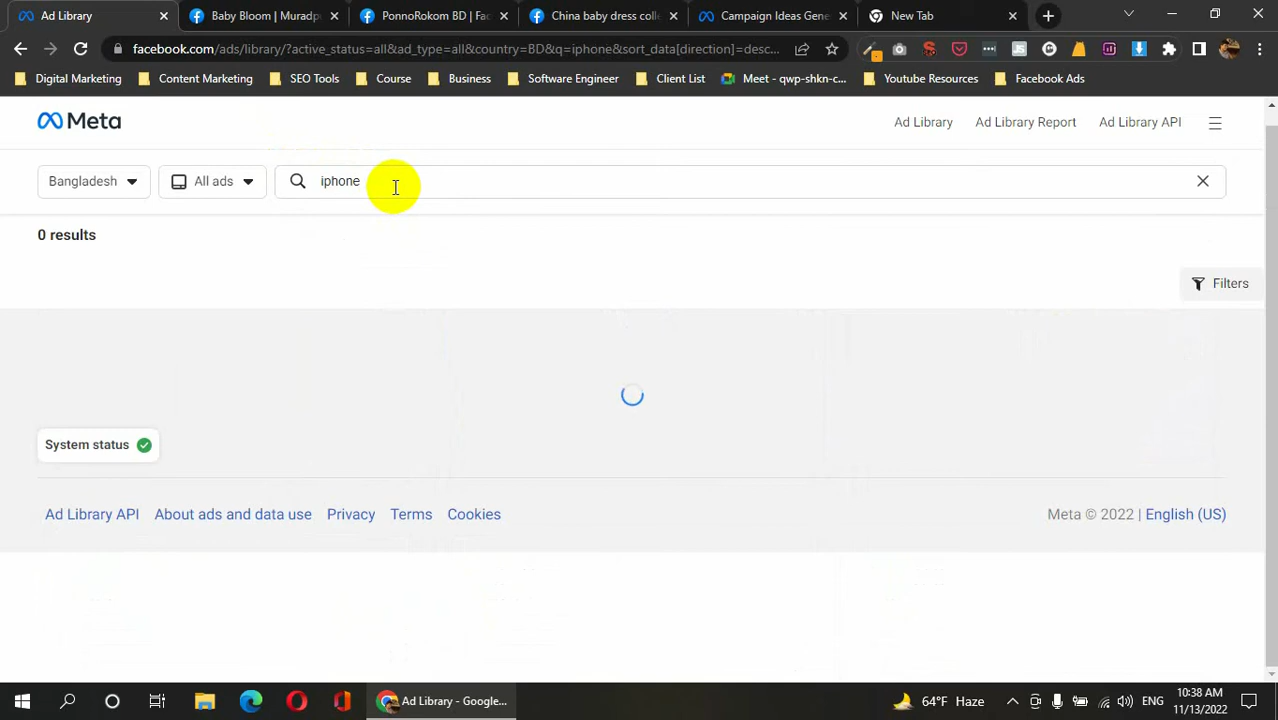 Ad Library
Baby Bloom | Muradpu
PonnoRokom BD | Fac
China baby dress colle
Campaign Ideas Gene
New Tab
facebook.com/ads/library/?active_status=all&ad_type=all&country=BD&q=iphone&sort_data[direction]=desc...
Digital Marketing
Content Marketing
SEO Tools
Course
Business
Software Engineer
Client List
Meet - qwp-shkn-c...
Youtube Resources
Facebook Ads
Meta
Ad Library
Ad Library Report
Ad Library API
Bangladesh
All ads
iphone
0 results
Filters
System status
Ad Library API
About ads and data use
Privacy
Terms
Cookies
Meta © 2022 | English (US)
Ad Library - Google...
64°F Haze
ENG
10:38 AM
11/13/2022